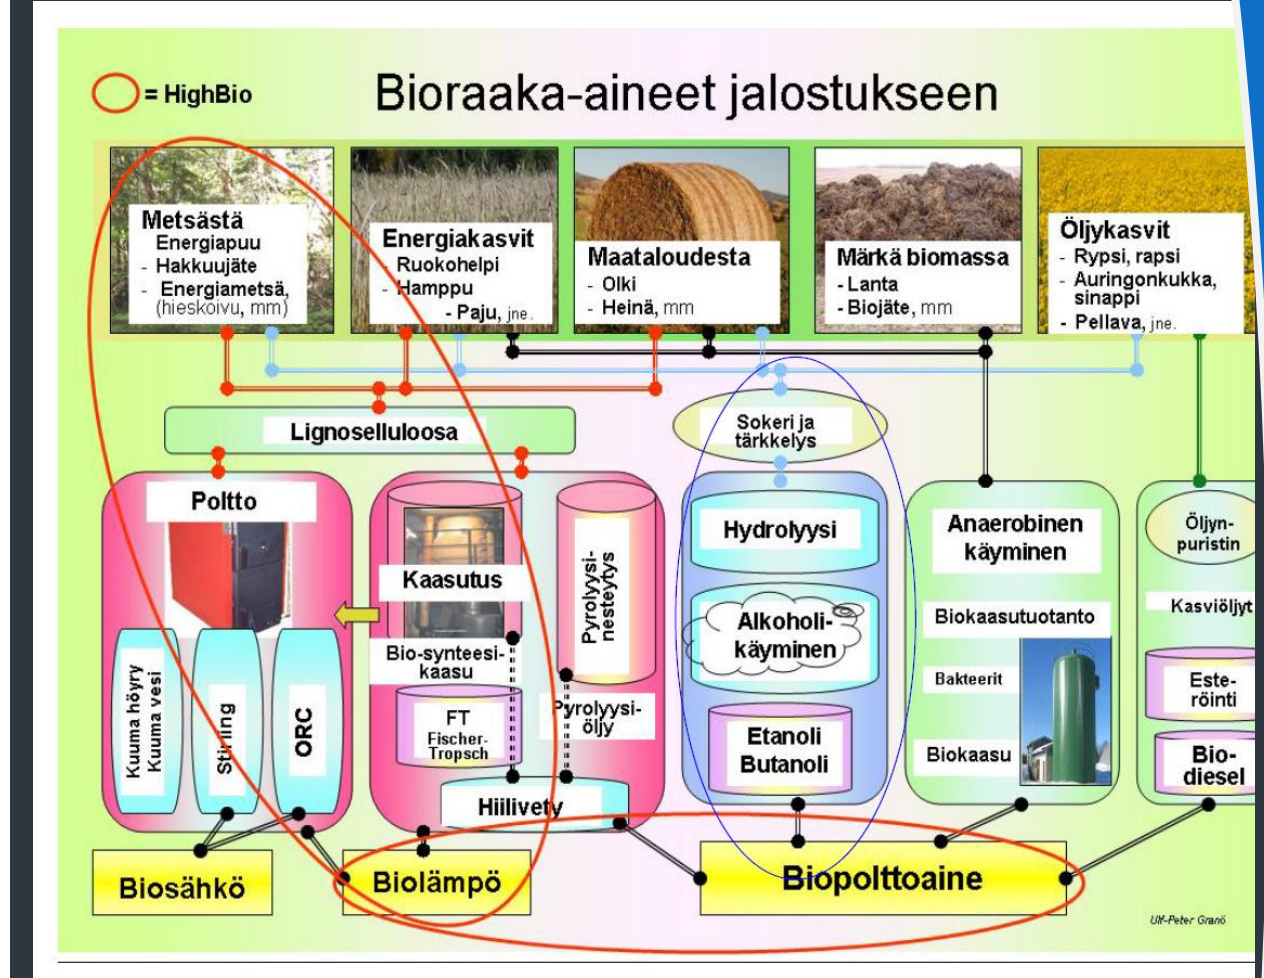 = HighBio
Bioraaka-aineet jalostukseen
Metsästä
Energiapuu
- Hakkuujäte
- Energiametsä,
(hieskoivu, mm)
Energiakasvit
- Ruokohelpi
- Hamppu
- Paju, jne.
Maataloudesta
- Olki
- Heinä, mm
Märkä biomassa
- Lanta
- Biojäte, mm
Öljykasvit
- Rypsi, rapsi
- Auringonkukka,
sinappi
- Pellava, jne.
Lignoselluloosa
Sokeri ja
tärkkelys
Poltto
Kuuma höyry
Kuuma vesi
Stirling
ORC
Kaasutus
Bio-synteesi-
kaasu
FT
Fischer-
Tropsch
Pyrolyysi-
nesteytys
Pyrolyysi-
öljy
Hiilivety
Hydrolyysi
Alkoholi-
käyminen
Etanoli
Butanoli
Anaerobinen
käyminen
Biokaasutuotanto
Bakteerit
Biokaasu
Öljyn-
puristin
Kasviöljyt
Este-
röinti
Bio-
diesel
Biosähkö
Biolämpö
Biopolttoaine
Ulf-Peter Granö